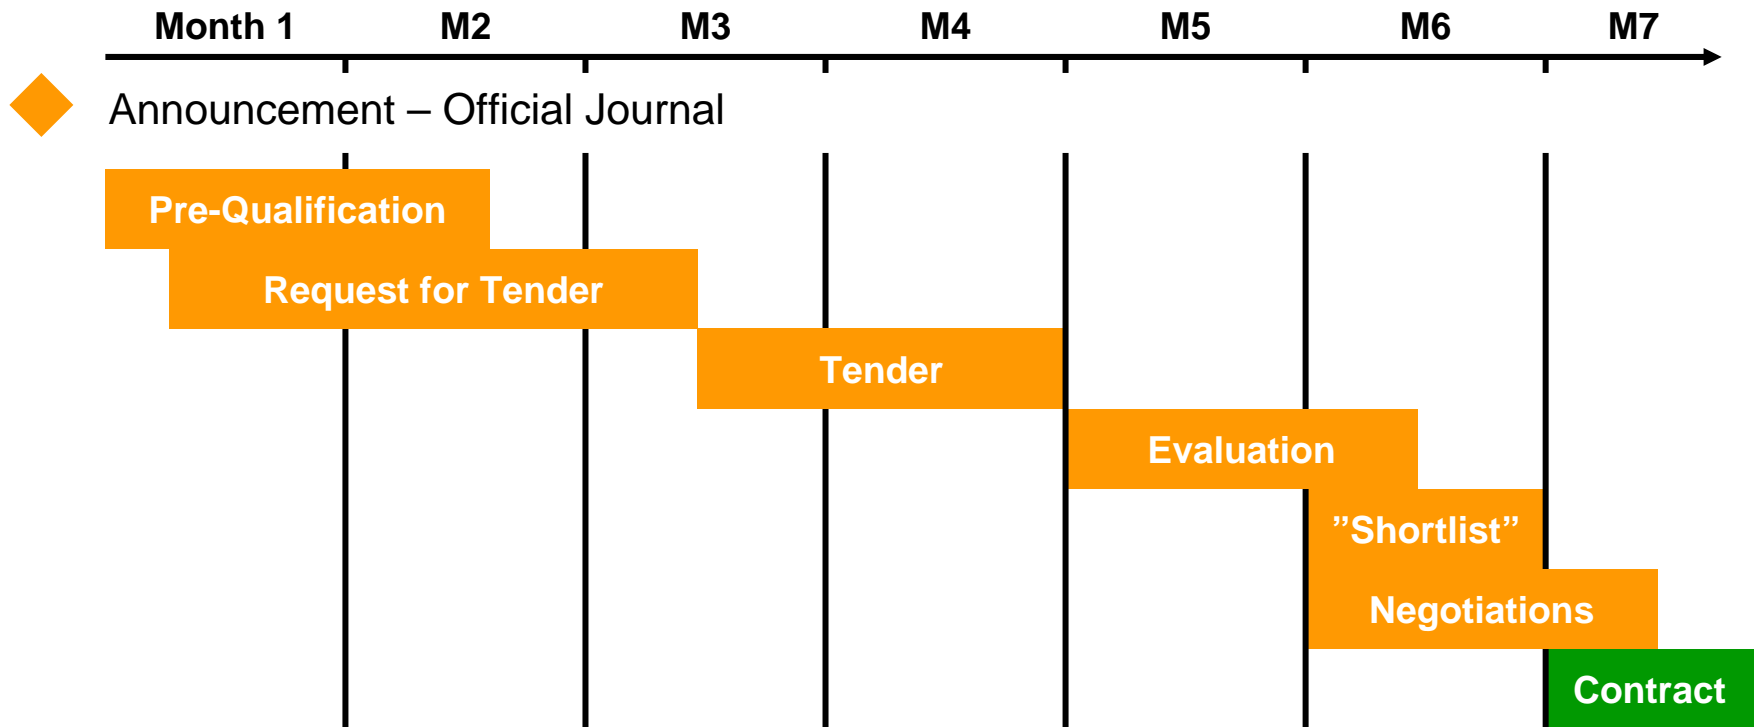 Month 1 M2 M3 M4 M5 M6 M7
Announcement – Official Journal
Pre-Qualification
Request for Tender
Tender
Evaluation
”Shortlist”
Negotiations
Contract